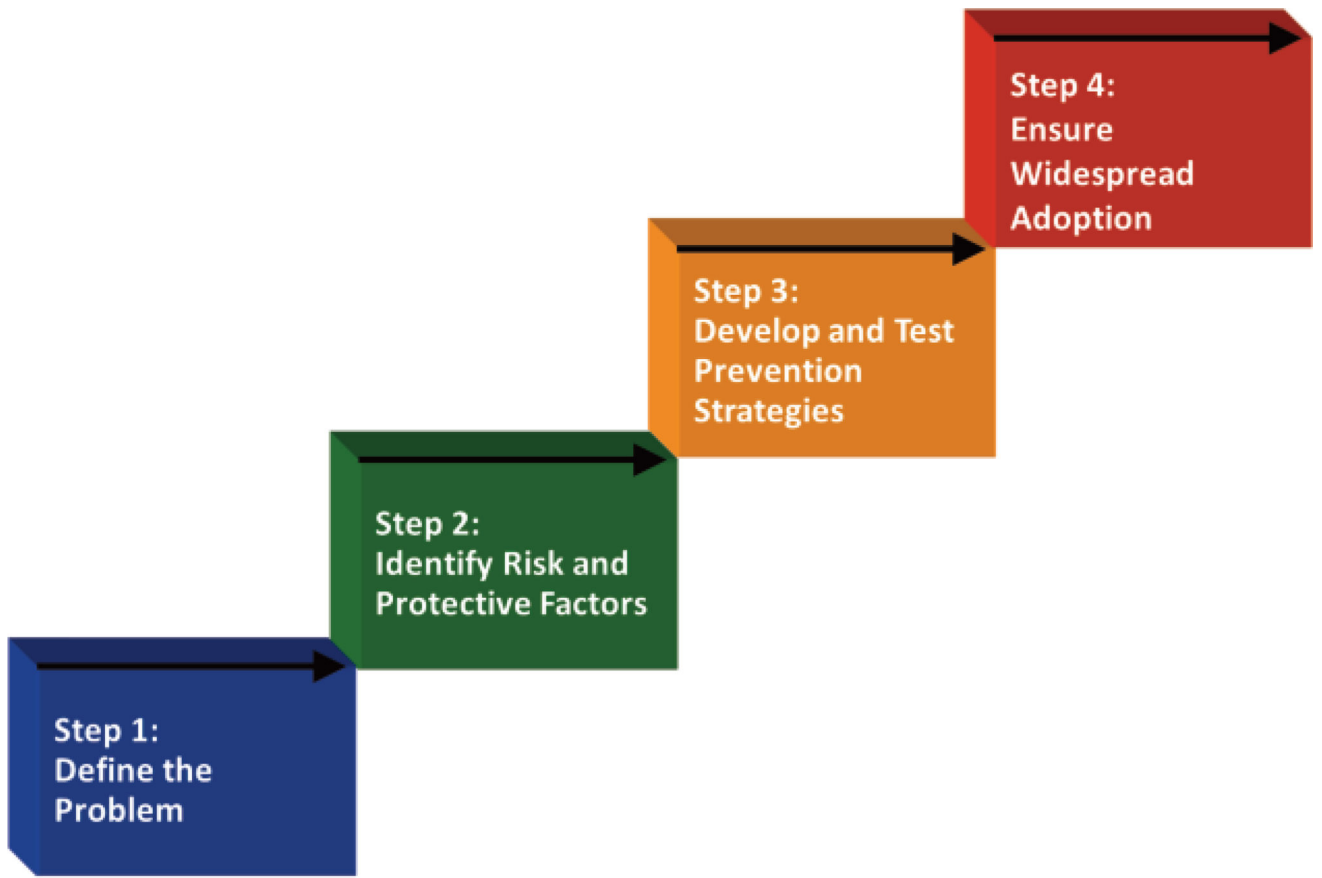 Step 1:
Define the
Problem
Step 2:
Identify Risk and
Protective Factors
Step 3:
Develop and Test
Prevention
Strategies
Step 4:
Ensure
Widespread
Adoption